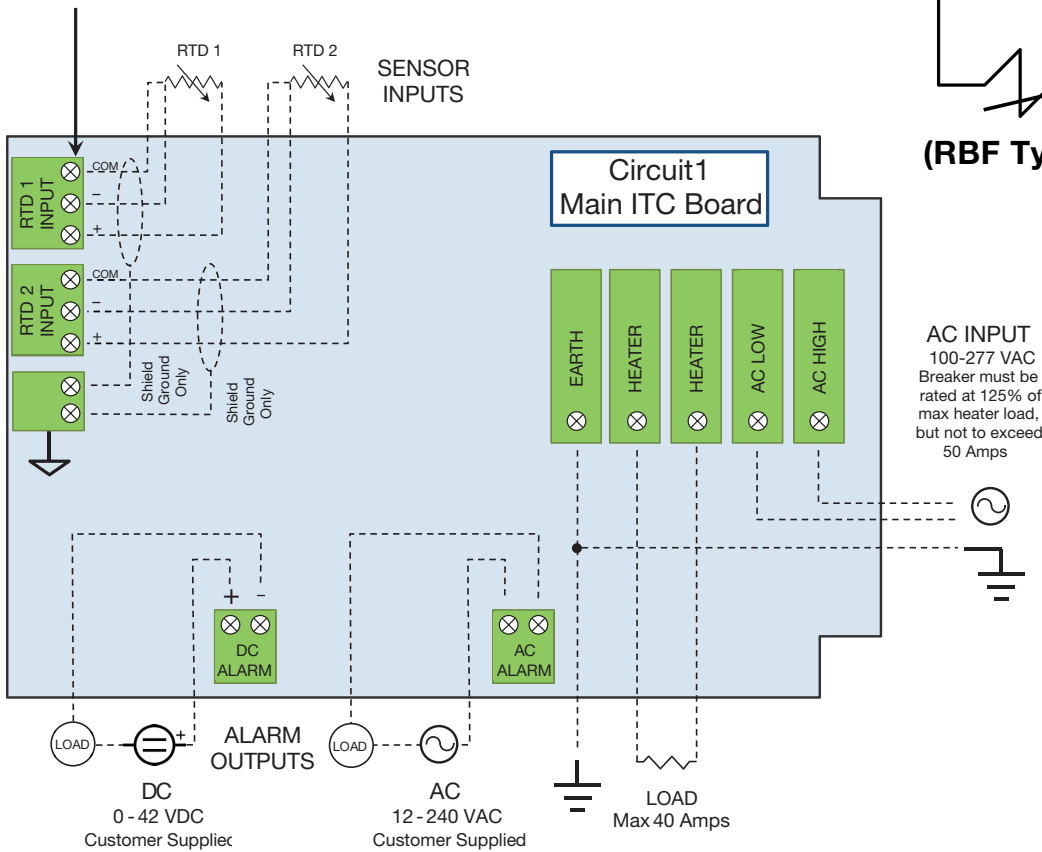 RTD 1
RTD 2
SENSOR
INPUTS
(RBF Ty
Circuit1
Main ITC Board
RTD 1
INPUT
COM
–
+
RTD 2
INPUT
COM
–
+
Shield
Ground
Only
Shield
Ground
Only
EARTH
HEATER
HEATER
AC LOW
AC HIGH
AC INPUT
100-277 VAC
Breaker must be
rated at 125% of
max heater load,
but not to exceed
50 Amps
+ –
DC
ALARM
AC
ALARM
LOAD
+
ALARM
OUTPUTS
LOAD
DC
0 - 42 VDC
Customer Supplied
AC
12 - 240 VAC
Customer Supplied
LOAD
Max 40 Amps